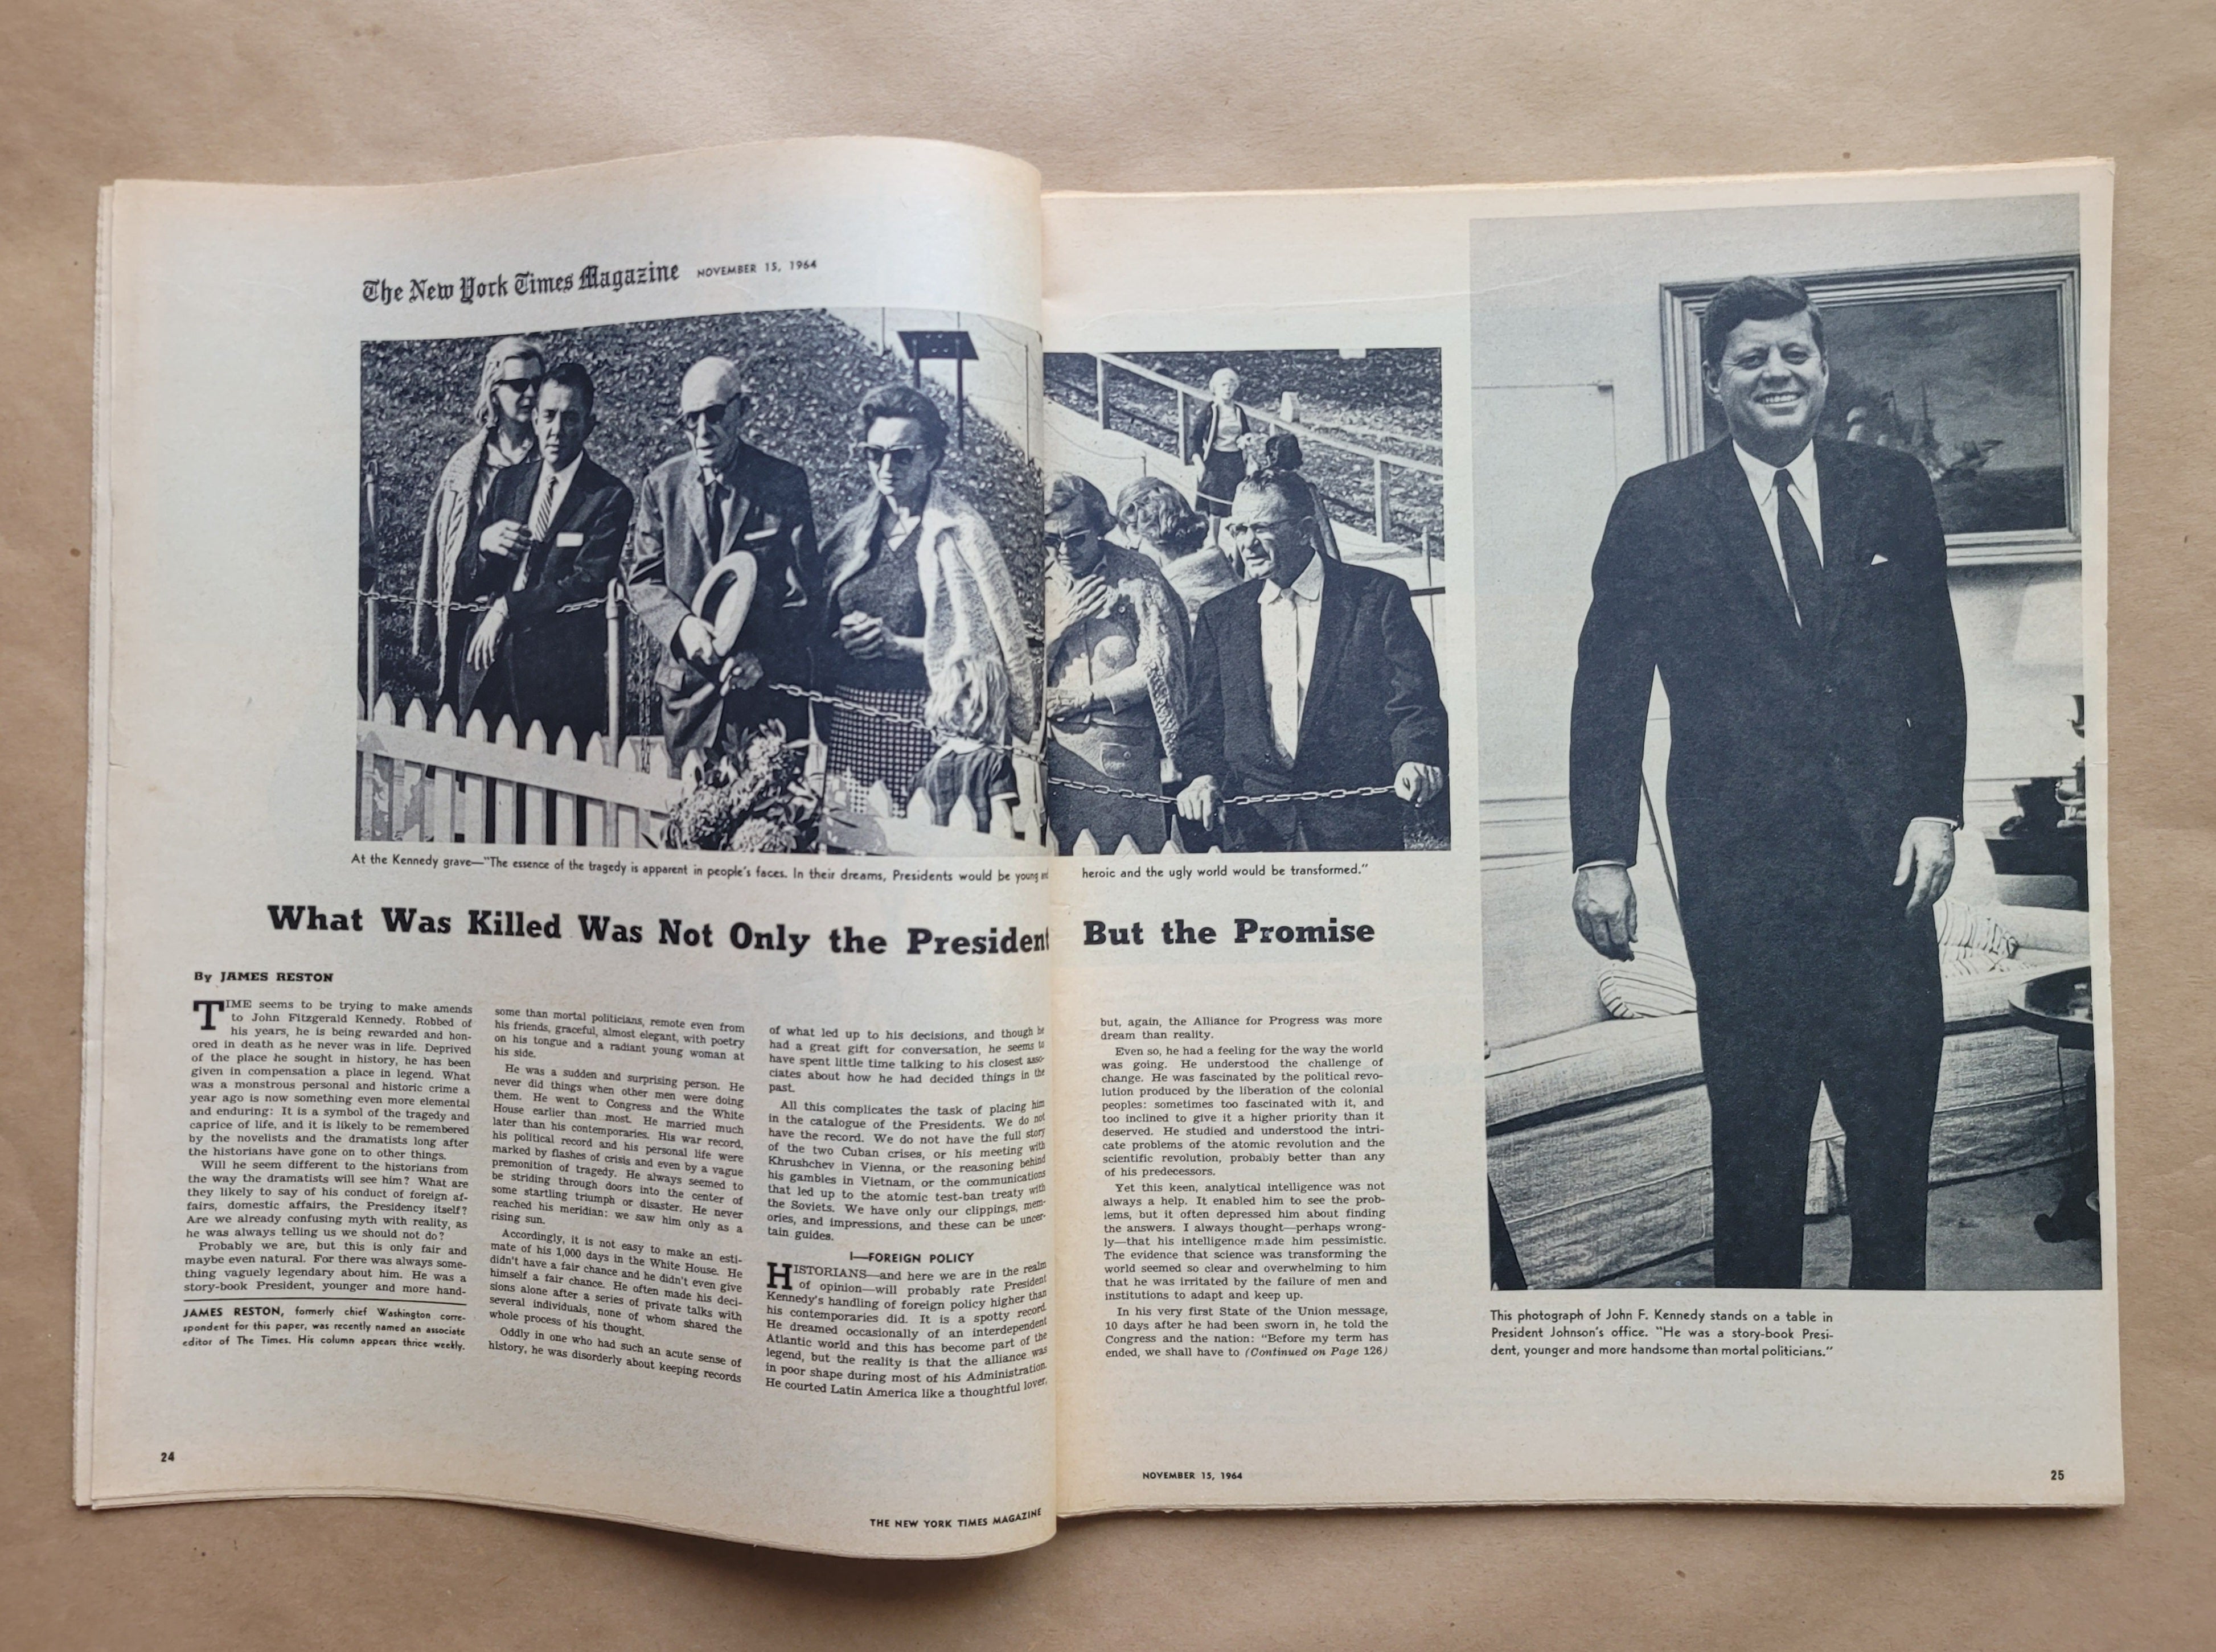 The New York Times Magazine NOVEMBER 15, 1964
At the Kennedy grave—"The essence of the tragedy is apparent in people's faces. In their dreams, Presidents would be young
heroic and the ugly world would be transformed."
What Was Killed Was Not Only the President But the Promise
By JAMES RESTON
TIME seems to be trying to make amends
to John Fitzgerald Kennedy. Robbed of
his years, he is being rewarded and hon-
ored in death as he never was in life. Deprived
of the place he sought in history, he has been
given in compensation a place in legend. What
was a monstrous personal and historic crime a
year ago is now something even more elemental
and enduring: It is a symbol of the tragedy and
caprice of life, and it is likely to be remembered
by the novelists and the dramatists long after
the historians have gone on to other things.
Will he seem different to the historians from
the way the dramatists will see him? What are
they likely to say of his conduct of foreign af-
fairs, domestic affairs, the Presidency itself?
Are we already confusing myth with reality, as
he was always telling us we should not do?
Probably we are, but this is only fair and
maybe even natural. For there was always some-
thing vaguely legendary about him. He was a
story-book President, younger and more hand-
JAMES RESTON, formerly chief Washington corre-
spondent for this paper, was recently named an associate
editor of The Times. His column appears thrice weekly.
some than mortal politicians, remote even from
his friends, graceful, almost elegant, with poetry
on his tongue and a radiant young woman at
his side.
He was a sudden and surprising person. He
never did things when other men were doing
them. He went to Congress and the White
House earlier than most. He married much
later than his contemporaries. His war record,
his political record and his personal life were
marked by flashes of crisis and even by a vague
premonition of tragedy. He always seemed to
be striding through doors into the center of
some startling triumph or disaster. He never
reached his meridian: we saw him only as a
rising sun.
Accordingly, it is not easy to make an esti-
mate of his 1,000 days in the White House. He
didn't have a fair chance and he didn't even give
himself a fair chance. He often made his deci-
sions alone after a series of private talks with
several individuals, none of whom shared the
whole process of his thought.
Oddly in one who had such an acute sense of
history, he was disorderly about keeping records
of what led up to his decisions, and though he
had a great gift for conversation, he seems to
have spent little time talking to his closest asso-
ciates about how he had decided things in the
past.
All this complicates the task of placing him
in the catalogue of the Presidents. We do not
have the record. We do not have the full story
of the two Cuban crises, or his meeting with
Khrushchev in Vienna, or the reasoning behind
his gambles in Vietnam, or the communications
that led up to the atomic test-ban treaty with
the Soviets. We have only our clippings, mem-
ories, and impressions, and these can be uncer-
tain guides.
I—FOREIGN POLICY
HISTORIANS—and here we are in the realm
of opinion—will probably rate President
Kennedy's handling of foreign policy higher than
his contemporaries did. It is a spotty record.
He dreamed occasionally of an interdependent
Atlantic world and this has become part of the
legend, but the reality is that the alliance was
in poor shape during most of his Administration.
He courted Latin America like a thoughtful lover,
but, again, the Alliance for Progress was more
dream than reality.
Even so, he had a feeling for the way the world
was going. He understood the challenge of
change. He was fascinated by the political revo-
lution produced by the liberation of the colonial
peoples: sometimes too fascinated with it, and
too inclined to give it a higher priority than it
deserved. He studied and understood the intri-
cate problems of the atomic revolution and the
scientific revolution, probably better than any
of his predecessors.
Yet this keen, analytical intelligence was not
always a help. It enabled him to see the prob-
lems, but it often depressed him about finding
the answers. I always thought—perhaps wrong-
ly—that his intelligence made him pessimistic.
The evidence that science was transforming the
world seemed so clear and overwhelming to him
that he was irritated by the failure of men and
institutions to adapt and keep up.
In his very first State of the Union message,
10 days after he had been sworn in, he told the
Congress and the nation: "Before my term has
ended, we shall have to (Continued on Page 126)
This photograph of John F. Kennedy stands on a table in
President Johnson's office. "He was a story-book Presi-
dent, younger and more handsome than mortal politicians."
24
THE NEW YORK TIMES MAGAZINE
NOVEMBER 15, 1964
25